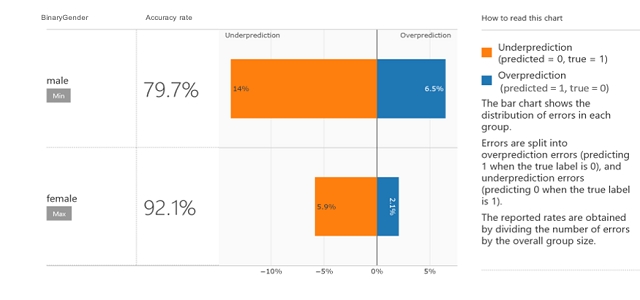 BinaryGender Accuracy rate
Underprediction Overprediction
male
Min
79.7%
14% 6.5%
female
Max
92.1%
5.9% 2.1%
−10% −5% 0% 5%
How to read this chart
Underprediction
(predicted = 0, true = 1)
Overprediction
(predicted = 1, true = 0)
The bar chart shows the
distribution of errors in each
group.
Errors are split into
overprediction errors (predicting
1 when the true label is 0), and
underprediction errors
(predicting 0 when the true label
is 1).
The reported rates are obtained
by dividing the number of errors
by the overall group size.